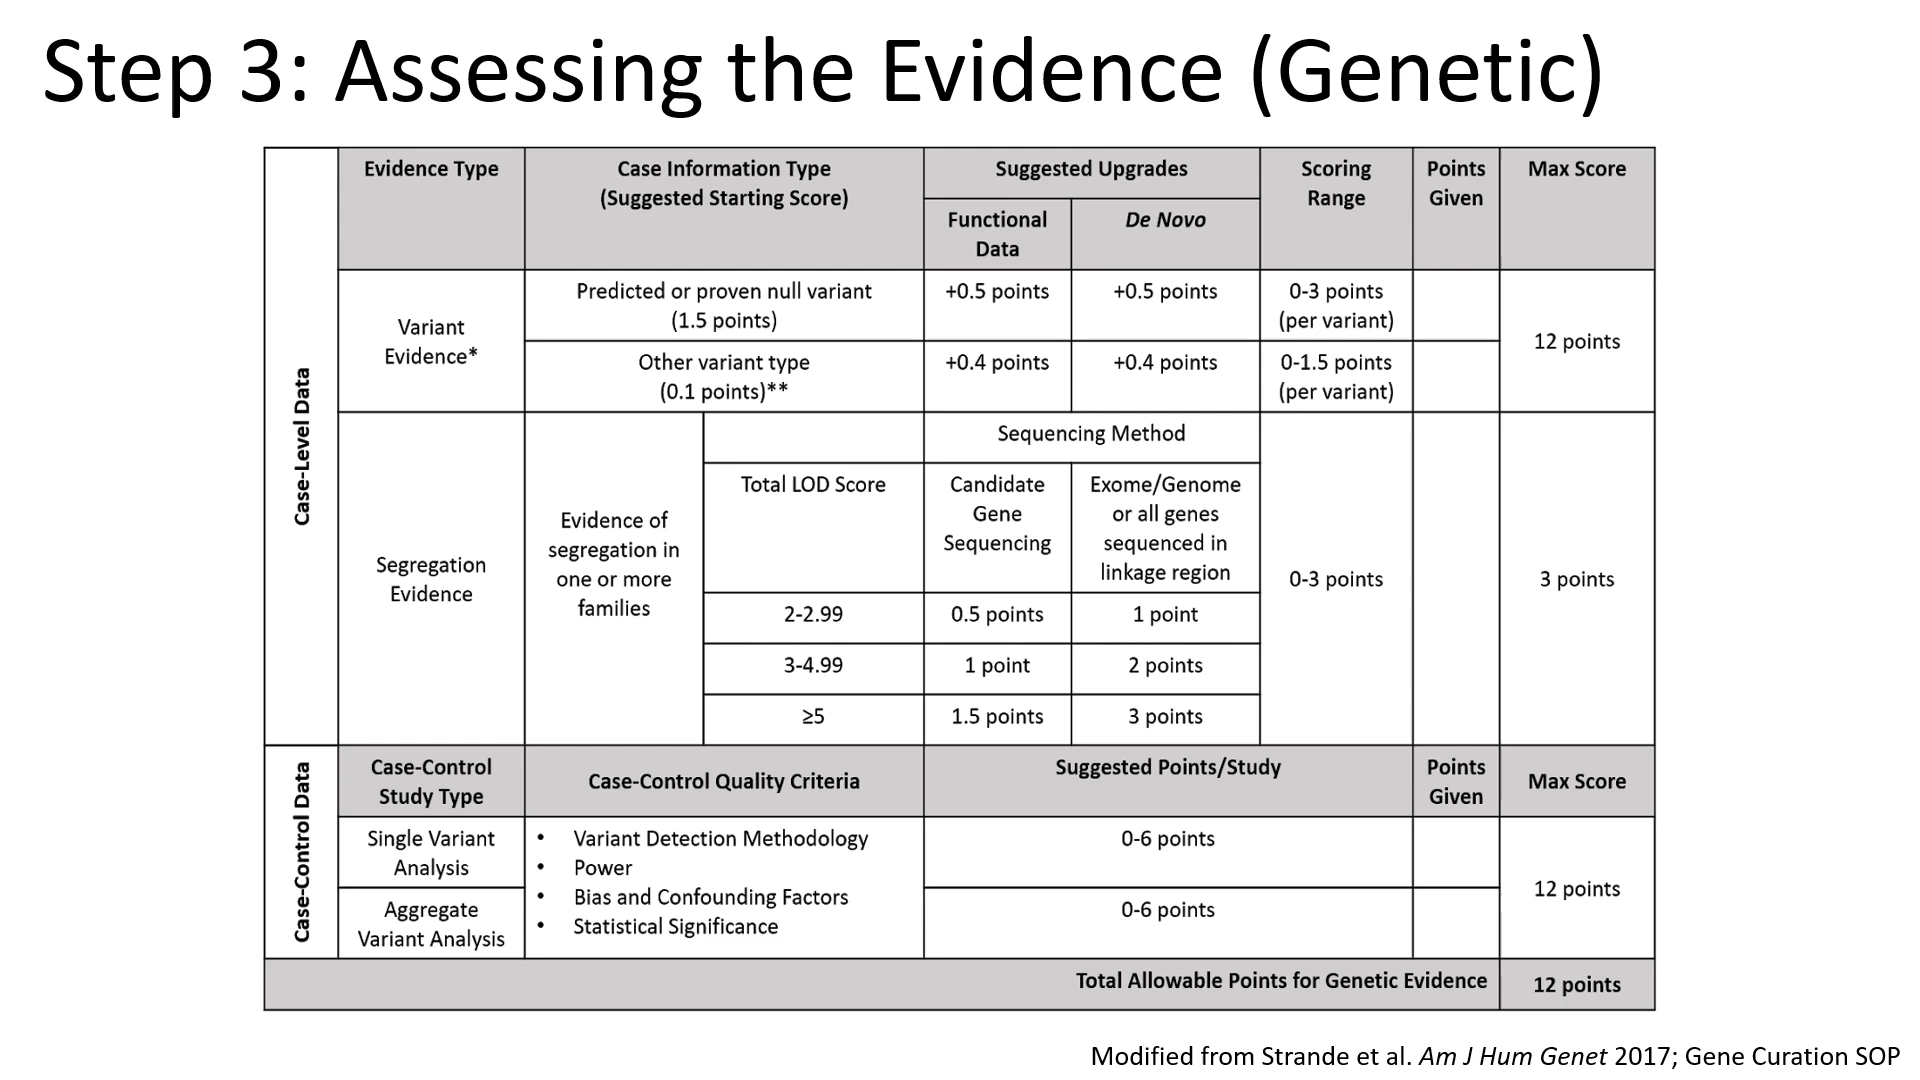 Step 3: Assessing the Evidence (Genetic)
Case-Level Data
Evidence Type
Case Information Type
(Suggested Starting Score)
Suggested Upgrades
Functional
Data
De Novo
Scoring
Range
Points
Given
Max Score
Variant
Evidence*
Predicted or proven null variant
(1.5 points)
+0.5 points
+0.5 points
0-3 points
(per variant)
12 points
Other variant type
(0.1 points)**
+0.4 points
+0.4 points
0-1.5 points
(per variant)
Segregation
Evidence
Evidence of
segregation in
one or more
families
Sequencing Method
Total LOD Score
Candidate
Gene
Sequencing
Exome/Genome
or all genes
sequenced in
linkage region
0-3 points
3 points
2-2.99
0.5 points
1 point
3-4.99
1 point
2 points
≥5
1.5 points
3 points
Case-Control Data
Case-Control
Study Type
Case-Control Quality Criteria
Suggested Points/Study
Points
Given
Max Score
Single Variant
Analysis
• Variant Detection Methodology
• Power
• Bias and Confounding Factors
• Statistical Significance
0-6 points
12 points
Aggregate
Variant Analysis
0-6 points
Total Allowable Points for Genetic Evidence
12 points
Modified from Strande et al. Am J Hum Genet 2017; Gene Curation SOP